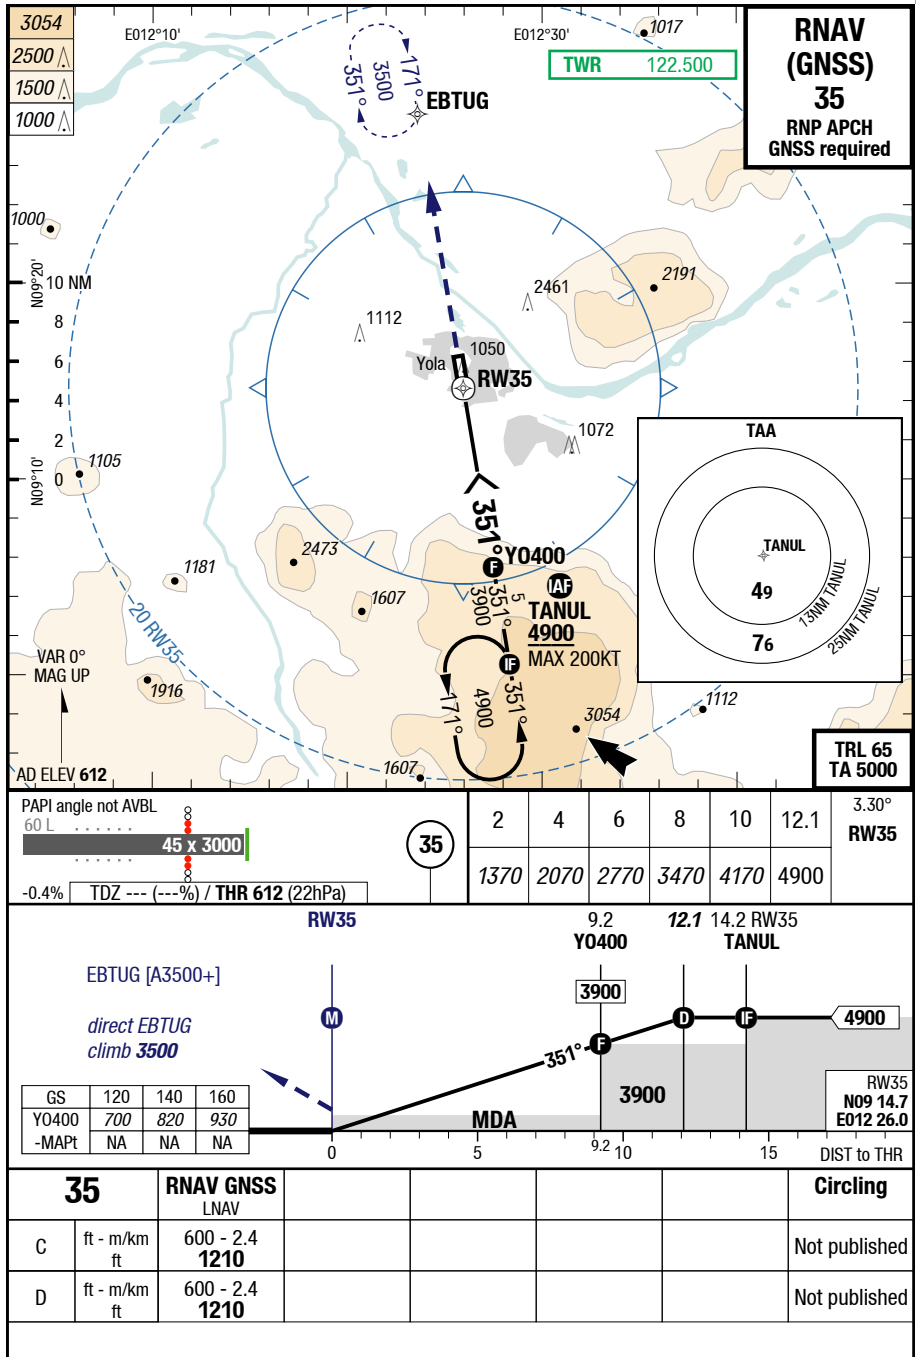 3054
2500
1500
1000
E012°10'
E012°30'
1017
TWR 122.500
RNAV
(GNSS)
35
RNP APCH
GNSS required
171°
3500
351°
EBTUG
1000
N09°20'
10 NM
8
6
4
2
0
N09°10'
2191
2461
1112
1050
Yola
RW35
1072
1105
351°
2473
YO400
F
1181
5
351°
3900
IAF
TANUL
4900
MAX 200KT
IF
1607
20 RW35
VAR 0°
MAG UP
1916
351°
4900
171°
3054
1112
1607
AD ELEV 612
TAA
TANUL
49
13NM TANUL
76
25NM TANUL
TRL 65
TA 5000
PAPI angle not AVBL
60 L
45 x 3000
35
-0.4% TDZ --- (---%) / THR 612 (22hPa)
2 4 6 8 10 12.1 3.30°
RW35
1370 2070 2770 3470 4170 4900
RW35 9.2 12.1 14.2 RW35
YO400 TANUL
EBTUG [A3500+]
3900
M D IF 4900
direct EBTUG
climb 3500
F
351°
3900
MDA
RW35
N09 14.7
E012 26.0
GS 120 140 160
YO400 700 820 930
-MAPt NA NA NA
0 5 9.2 10 15 DIST to THR
35 RNAV GNSS Circling
LNAV
C ft - m/km 600 - 2.4 Not published
ft 1210
D ft - m/km 600 - 2.4 Not published
ft 1210